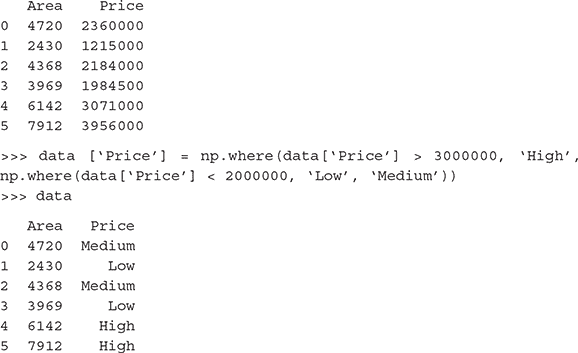 Area Price
0 4720 2360000
1 2430 1215000
2 4368 2184000
3 3969 1984500
4 6142 3071000
5 7912 3956000
>>> data [‘Price’] = np.where(data[‘Price’] > 3000000, ‘High’,
np.where(data[‘Price’] < 2000000, ‘Low’, ‘Medium’))
>>> data
Area Price
0 4720 Medium
1 2430 Low
2 4368 Medium
3 3969 Low
4 6142 High
5 7912 High